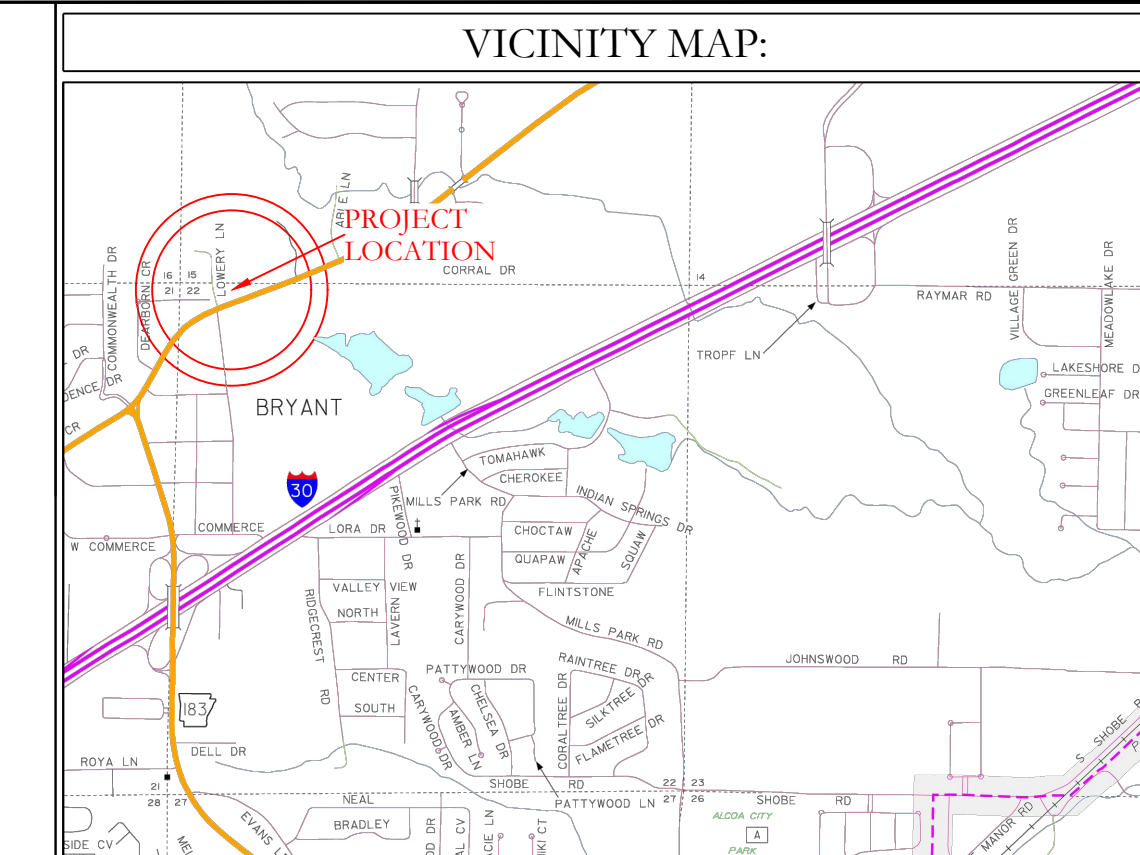 VICINITY MAP:
PROJECT
LOCATION
LOWERY LN
COMMONWEALTH DR
DEARBORN CR
16 15
21 22
CORRAL DR
14
RAYMAR RD
VILLAGE GREEN DR
MEADOWLAKE DR
TROPF LN
LAKESHORE D
GREENLEAF DR
DR
DENCE DR
CR
BRYANT
30
TOMAHAWK
CHEROKEE
MILLS PARK RD
INDIAN SPRINGS DR
PIKEWOOD DR
COMMERCE
LORA DR
W COMMERCE
CHOCTAW
QUAPAW
APACHE
SQUAW
FLINTSTONE
VALLEY VIEW
NORTH
LAVERN
CARYWOOD DR
RIDGECREST RD
MILLS PARK RD
JOHNSWOOD RD
CENTER
SOUTH
PATTYWOOD DR
RAINTREE DR
CORALTREE DR
SILKTREE DR
FLAMETREE DR
CARYWOOD DR
AMBER LN
CHELSEA DR
183
DELL DR
ROYA LN
S SHOBE R
SHOBE RD
22 23
27 26
21
28 27
PATTYWOOD LN
SHOBE RD
NEAL
BRADLEY
EVANS L
ALCOA CITY
A
PARK
MANOR RD
SIDE CV